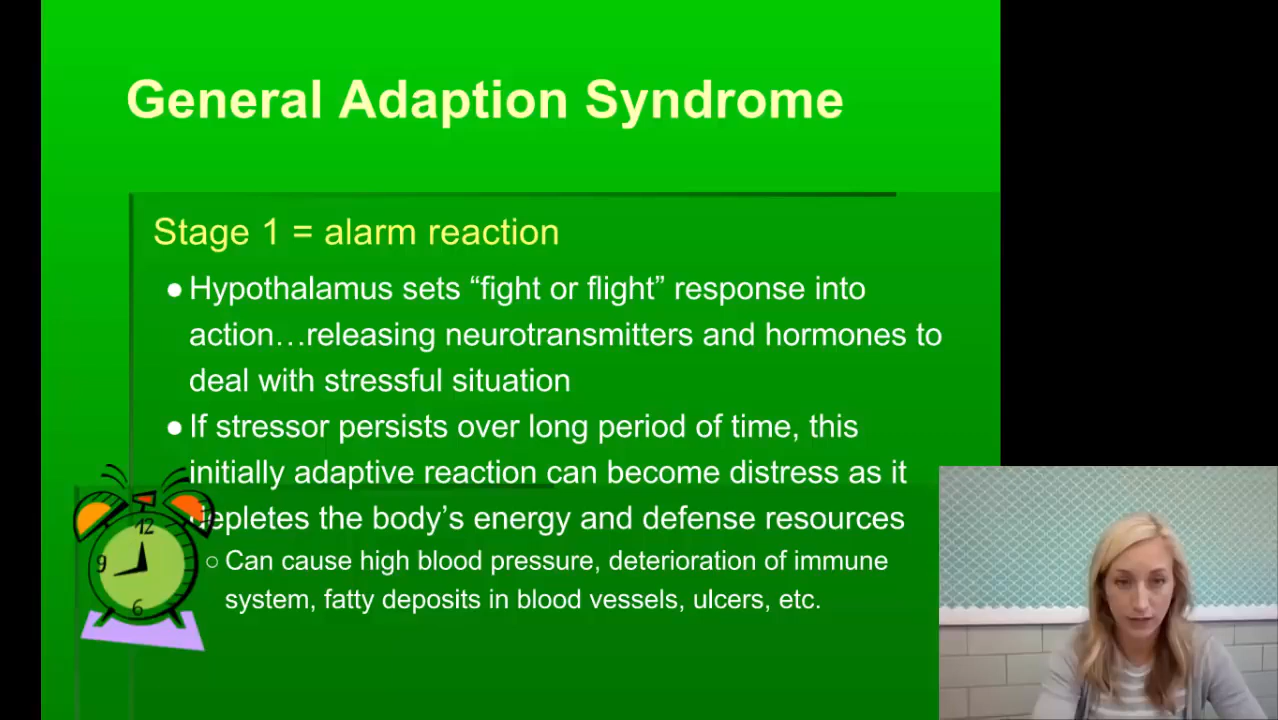 General Adaption Syndrome
Stage 1 = alarm reaction
● Hypothalamus sets “fight or flight” response into
action…releasing neurotransmitters and hormones to
deal with stressful situation
● If stressor persists over long period of time, this
initially adaptive reaction can become distress as it
depletes the body’s energy and defense resources
○ Can cause high blood pressure, deterioration of immune
system, fatty deposits in blood vessels, ulcers, etc.
12
9
6